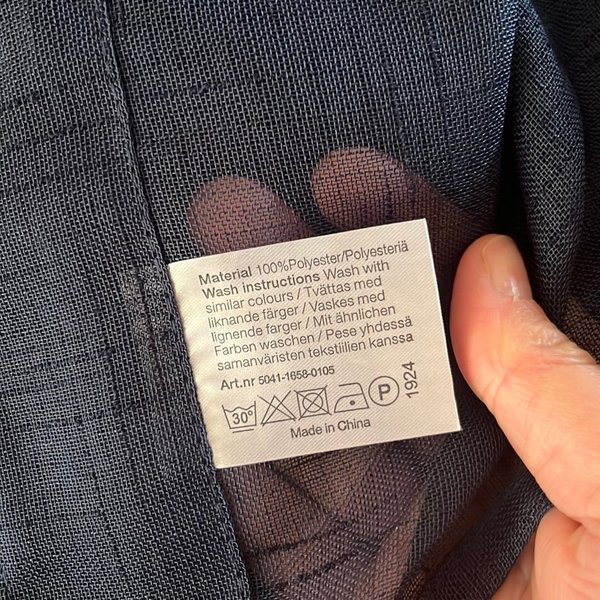 Material 100%Polyester/Polyesteriä
Wash instructions Wash with
similar colours / Tvättas med
liknande färger / Vaskes med
lignende farger / Mit ähnlichen
Farben waschen / Pese yhdessä
samanväristen tekstiilien kanssa
Art.nr 5041-1658-0105
30° P
Made in China
1924